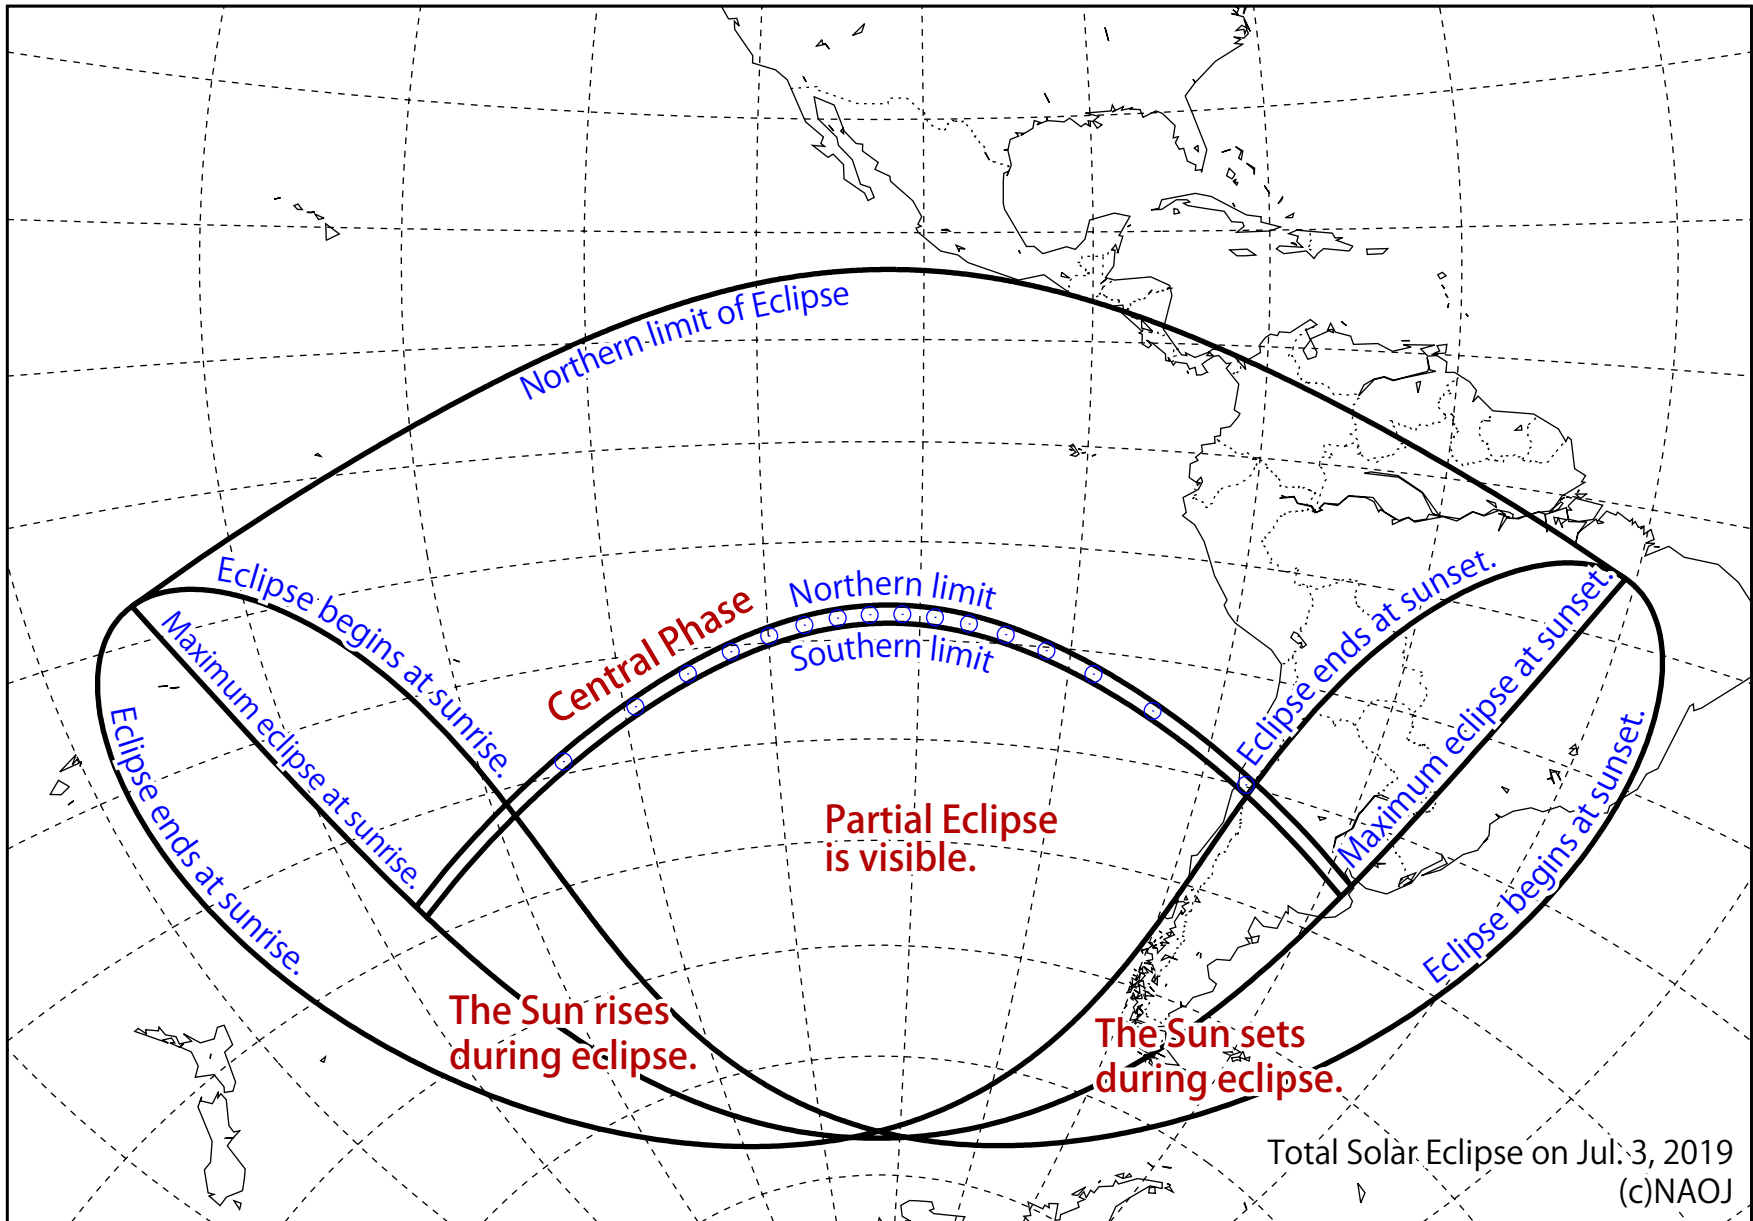 Northern limit of Eclipse
Eclipse begins at sunrise.
Maximum eclipse at sunrise.
Eclipse ends at sunrise.
Central Phase
Northern limit
Southern limit
Eclipse ends at sunset.
Maximum eclipse at sunset.
Eclipse begins at sunset.
Partial Eclipse
is visible.
The Sun rises
during eclipse.
The Sun sets
during eclipse.
Total Solar Eclipse on Jul. 3, 2019
(c)NAOJ